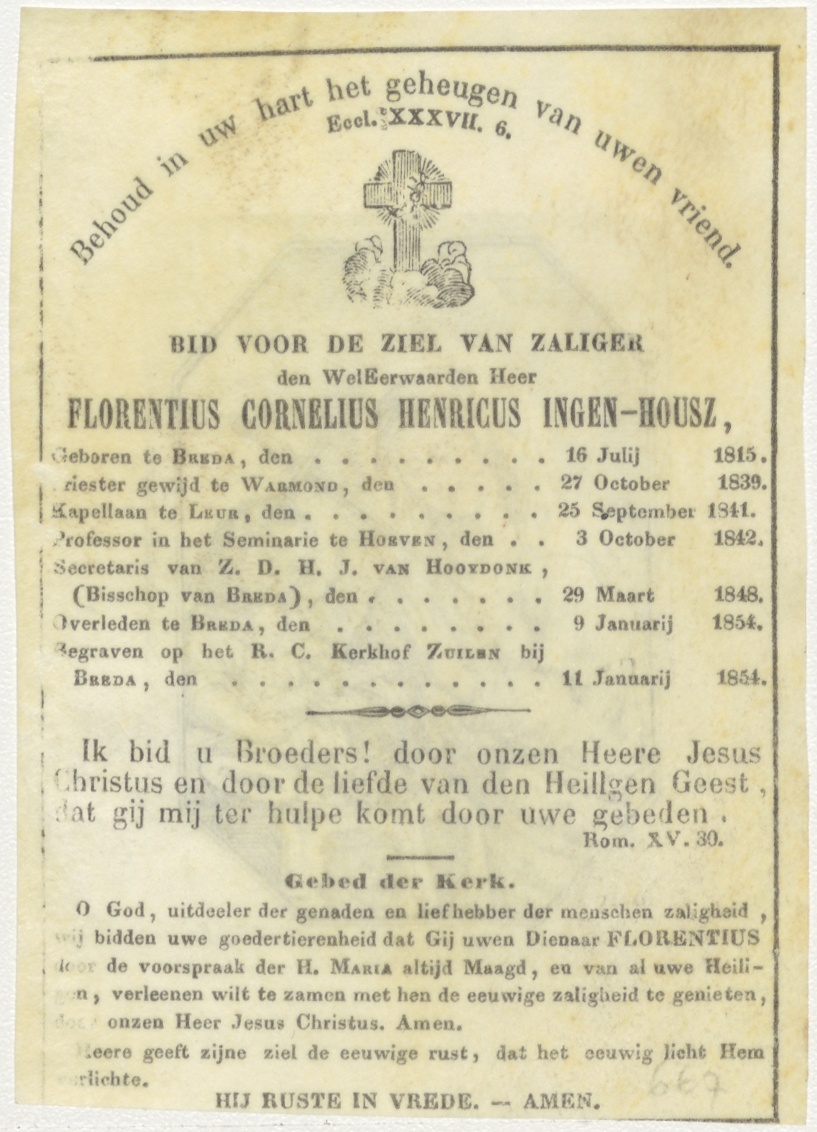 Behoud in uw hart het geheugen van uwen vriend.
Eccl. XXXVII. 6.
BID VOOR DE ZIEL VAN ZALIGER
den WelEerwaarden Heer
FLORENTIUS CORNELIUS HENRICUS INGEN-HOUSZ,
Geboren te BREDA, den . . . . . . . . . 16 Julij 1815.
riester gewijd te WARMOND, den . . . . . 27 October 1839.
Kapellaan te LEUR, den . . . . . . . . . 25 September 1841.
Professor in het Seminarie te HOEVEN, den . . 3 October 1842.
Secretaris van Z. D. H. J. VAN HOOYDONK,
(Bisschop van BREDA), den . . . . . . . 29 Maart 1848.
Overleden te BREDA, den . . . . . . . . 9 Januarij 1854.
Begraven op het R. C. Kerkhof ZUILEN bij
BREDA, den . . . . . . . . . . . . 11 Januarij 1854.
Ik bid u Broeders! door onzen Heere Jesus
Christus en door de liefde van den Heiligen Geest,
dat gij mij ter hulpe komt door uwe gebeden.
Rom. XV. 30.
Gebed der Kerk.
O God, uitdeeler der genaden en liefhebber der menschen zaligheid,
wij bidden uwe goedertierenheid dat Gij uwen Dienaar FLORENTIUS
door de voorspraak der H. MARIA altijd Maagd, en van al uwe Heili-
en, verleenen wilt te zamen met hen de eeuwige zaligheid te genieten,
door onzen Heer Jesus Christus. Amen.
Heere geeft zijne ziel de eeuwige rust, dat het eeuwig licht Hem
rlichte.
HIJ RUSTE IN VREDE. — AMEN.